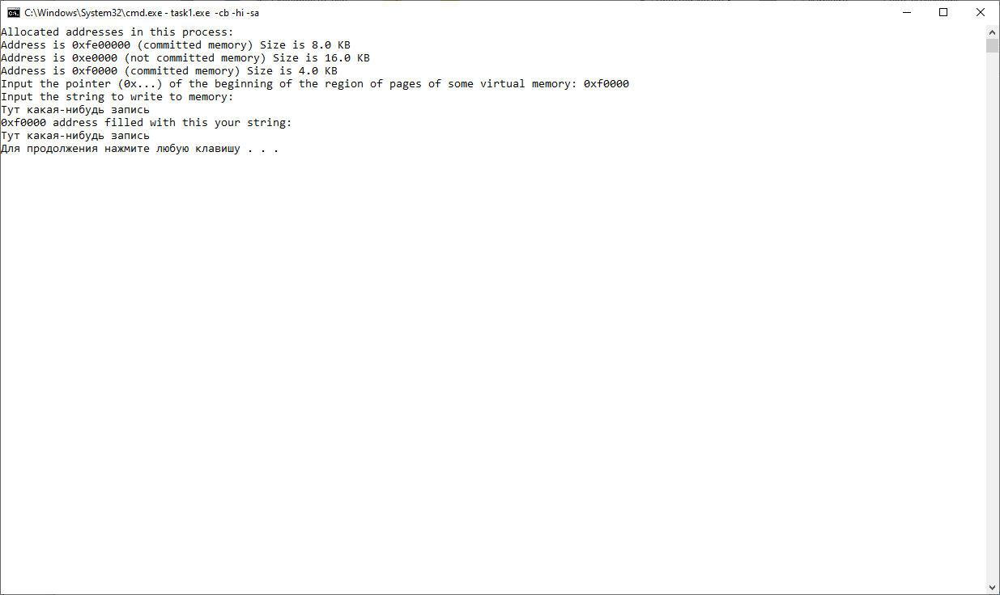 C:\Windows\System32\cmd.exe - task1.exe -cb -hi -sa
Allocated addresses in this process:
Address is 0xfe00000 (committed memory) Size is 8.0 KB
Address is 0xe0000 (not committed memory) Size is 16.0 KB
Address is 0xf0000 (committed memory) Size is 4.0 KB
Input the pointer (0x...) of the beginning of the region of pages of some virtual memory: 0xf0000
Input the string to write to memory:
Тут какая-нибудь запись
0xf0000 address filled with this your string:
Тут какая-нибудь запись
Для продолжения нажмите любую клавишу . . .